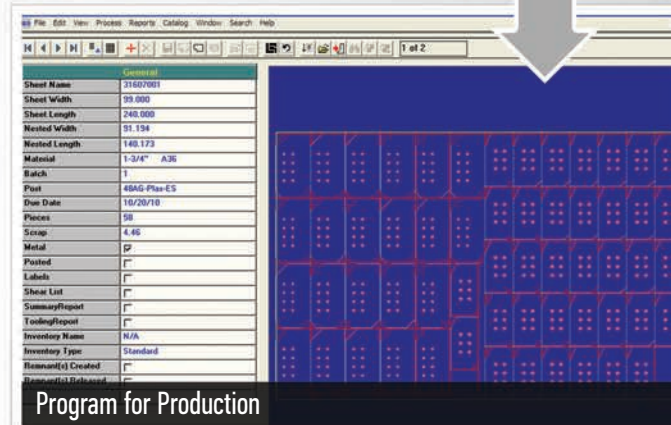 File Edit View Process Reports Catalog Window Search Help
1 of 2
General
Sheet Name 31607001
Sheet Width 99.000
Sheet Length 240.000
Nested Width 91.194
Nested Length 140.173
Material 1-3/4" A36
Batch 1
Post 48AG-Plas-ES
Due Date 10/20/10
Pieces 58
Scrap 4.46
Metal
Posted
Labels
Shear List
SummaryReport
ToolingReport
Inventory Name N/A
Inventory Type Standard
Remnant(s) Created
Remnant(s) Released
Program for Production